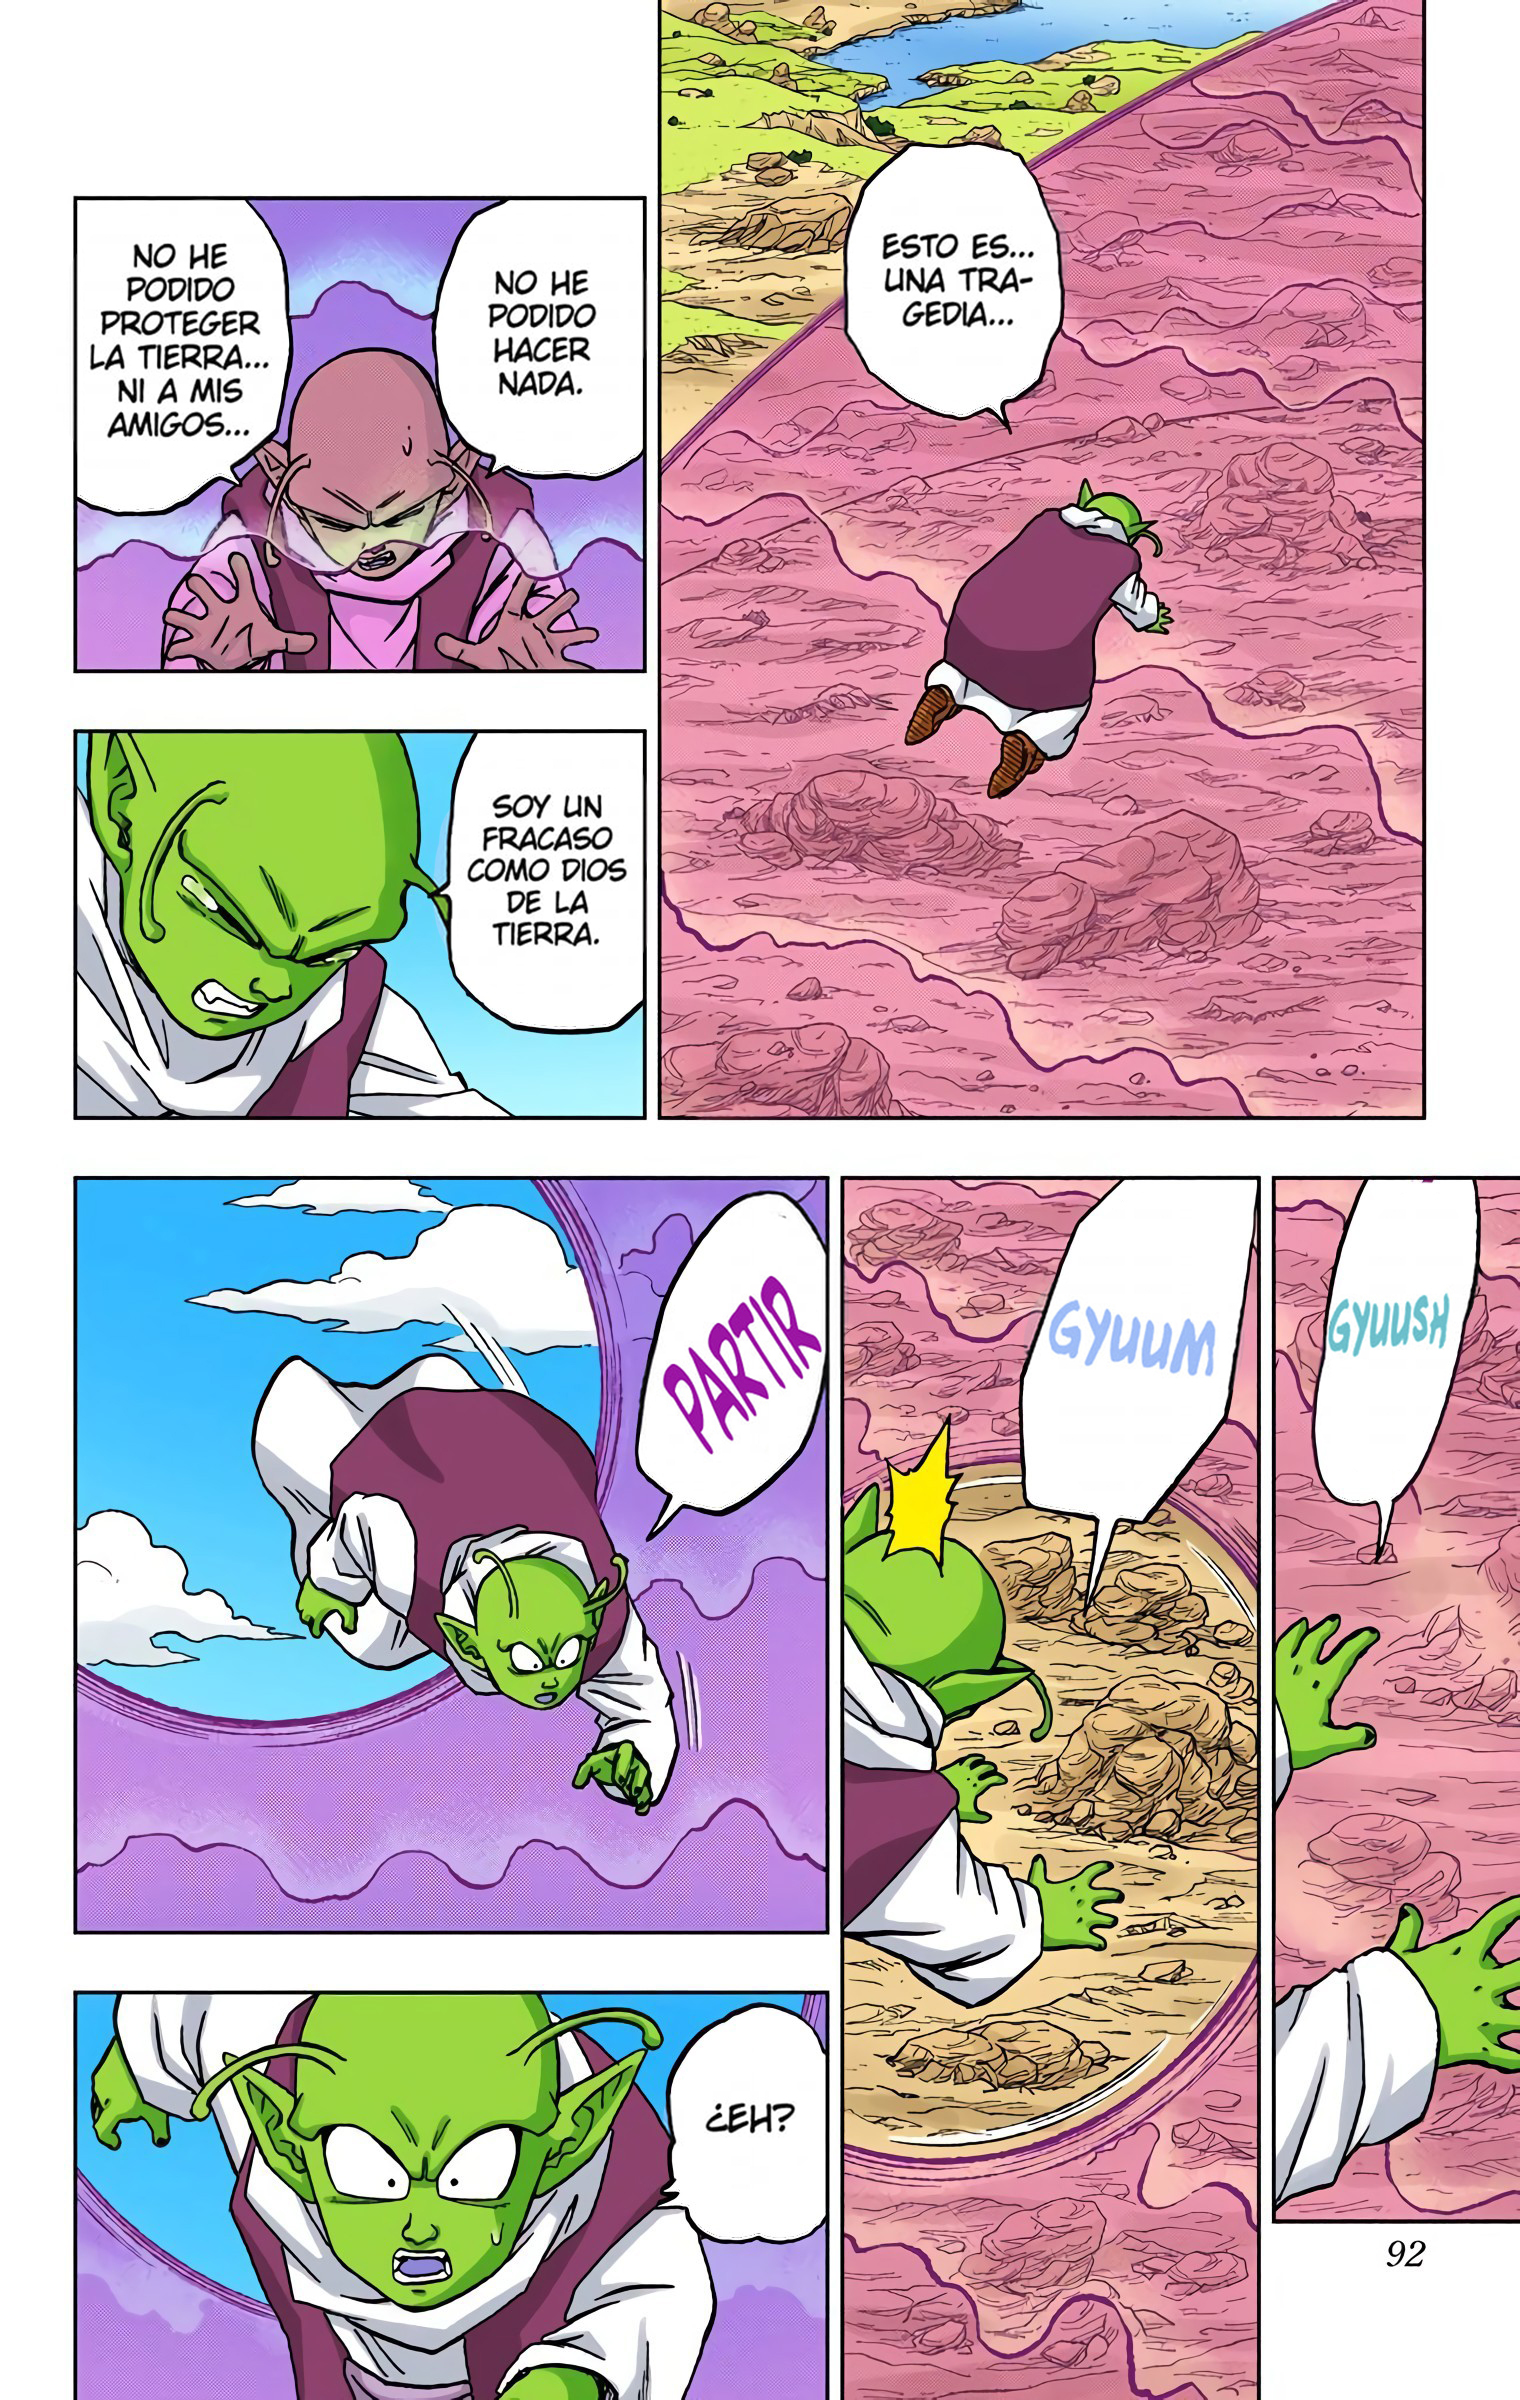 ESTO ES...
UNA TRA-
GEDIA...
NO HE
PODIDO
HACER
NADA.
NO HE
PODIDO
PROTEGER
LA TIERRA...
NI A MIS
AMIGOS...
SOY UN
FRACASO
COMO DIOS
DE LA
TIERRA.
GYUUSH
GYUUM
PARTIR
¿EH?
92